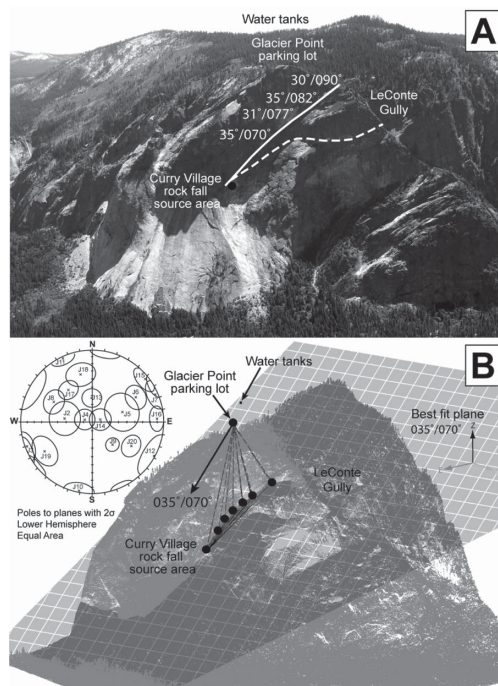 A
Water tanks
Glacier Point
parking lot
30°/090°
35°/082°
31°/077°
35°/070°
LeConte
Gully
Curry Village
rock fall
source area
B
N
J11
J18
J15
J17
J8
J13
J6
W
J2
J4
J14
J5
J16
E
J20
J12
J19
J10
S
Poles to planes with 2σ
Lower Hemisphere
Equal Area
Water tanks
Glacier Point
parking lot
Best fit plane
035°/070°
Z
LeConte
Gully
035°/070°
Curry Village
rock fall
source area